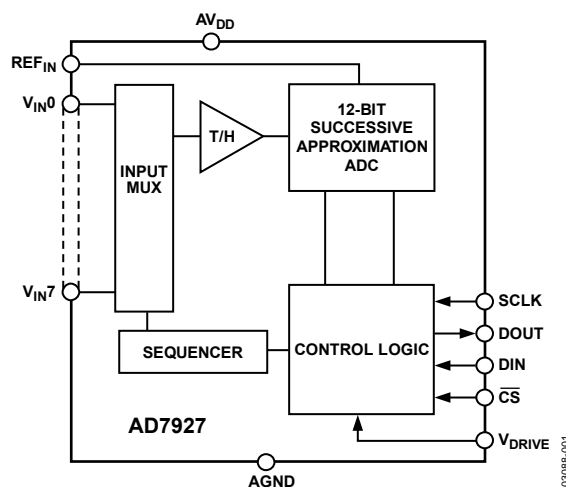 AVDD
REFIN
VIN0
T/H
12-BIT
SUCCESSIVE
APPROXIMATION
ADC
INPUT
MUX
VIN7
SCLK
DOUT
SEQUENCER
CONTROL LOGIC
DIN
CS
AD7927
VDRIVE
AGND
03088-001